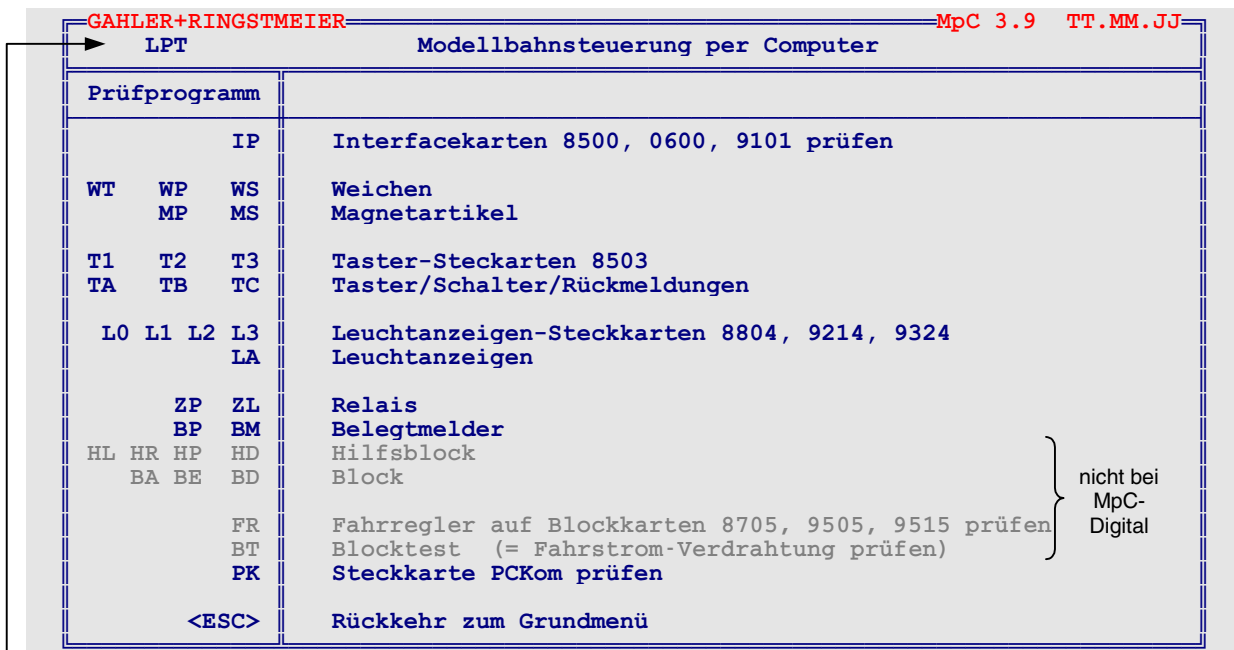 GAHLER+RINGSTMEIER MpC 3.9 TT.MM.JJ
LPT Modellbahnsteuerung per Computer
Prüfprogramm
IP Interfacekarten 8500, 0600, 9101 prüfen
WT WP WS Weichen
MP MS Magnetartikel
T1 T2 T3 Taster-Steckarten 8503
TA TB TC Taster/Schalter/Rückmeldungen
L0 L1 L2 L3 Leuchtanzeigen-Steckkarten 8804, 9214, 9324
LA Leuchtanzeigen
ZP ZL Relais
BP BM Belegtmelder
HL HR HP HD Hilfsblock
BA BE BD Block
nicht bei
MpC-
Digital
FR Fahrregler auf Blockkarten 8705, 9505, 9515 prüfen
BT Blocktest (= Fahrstrom-Verdrahtung prüfen)
PK Steckkarte PCKom prüfen
<ESC> Rückkehr zum Grundmenü